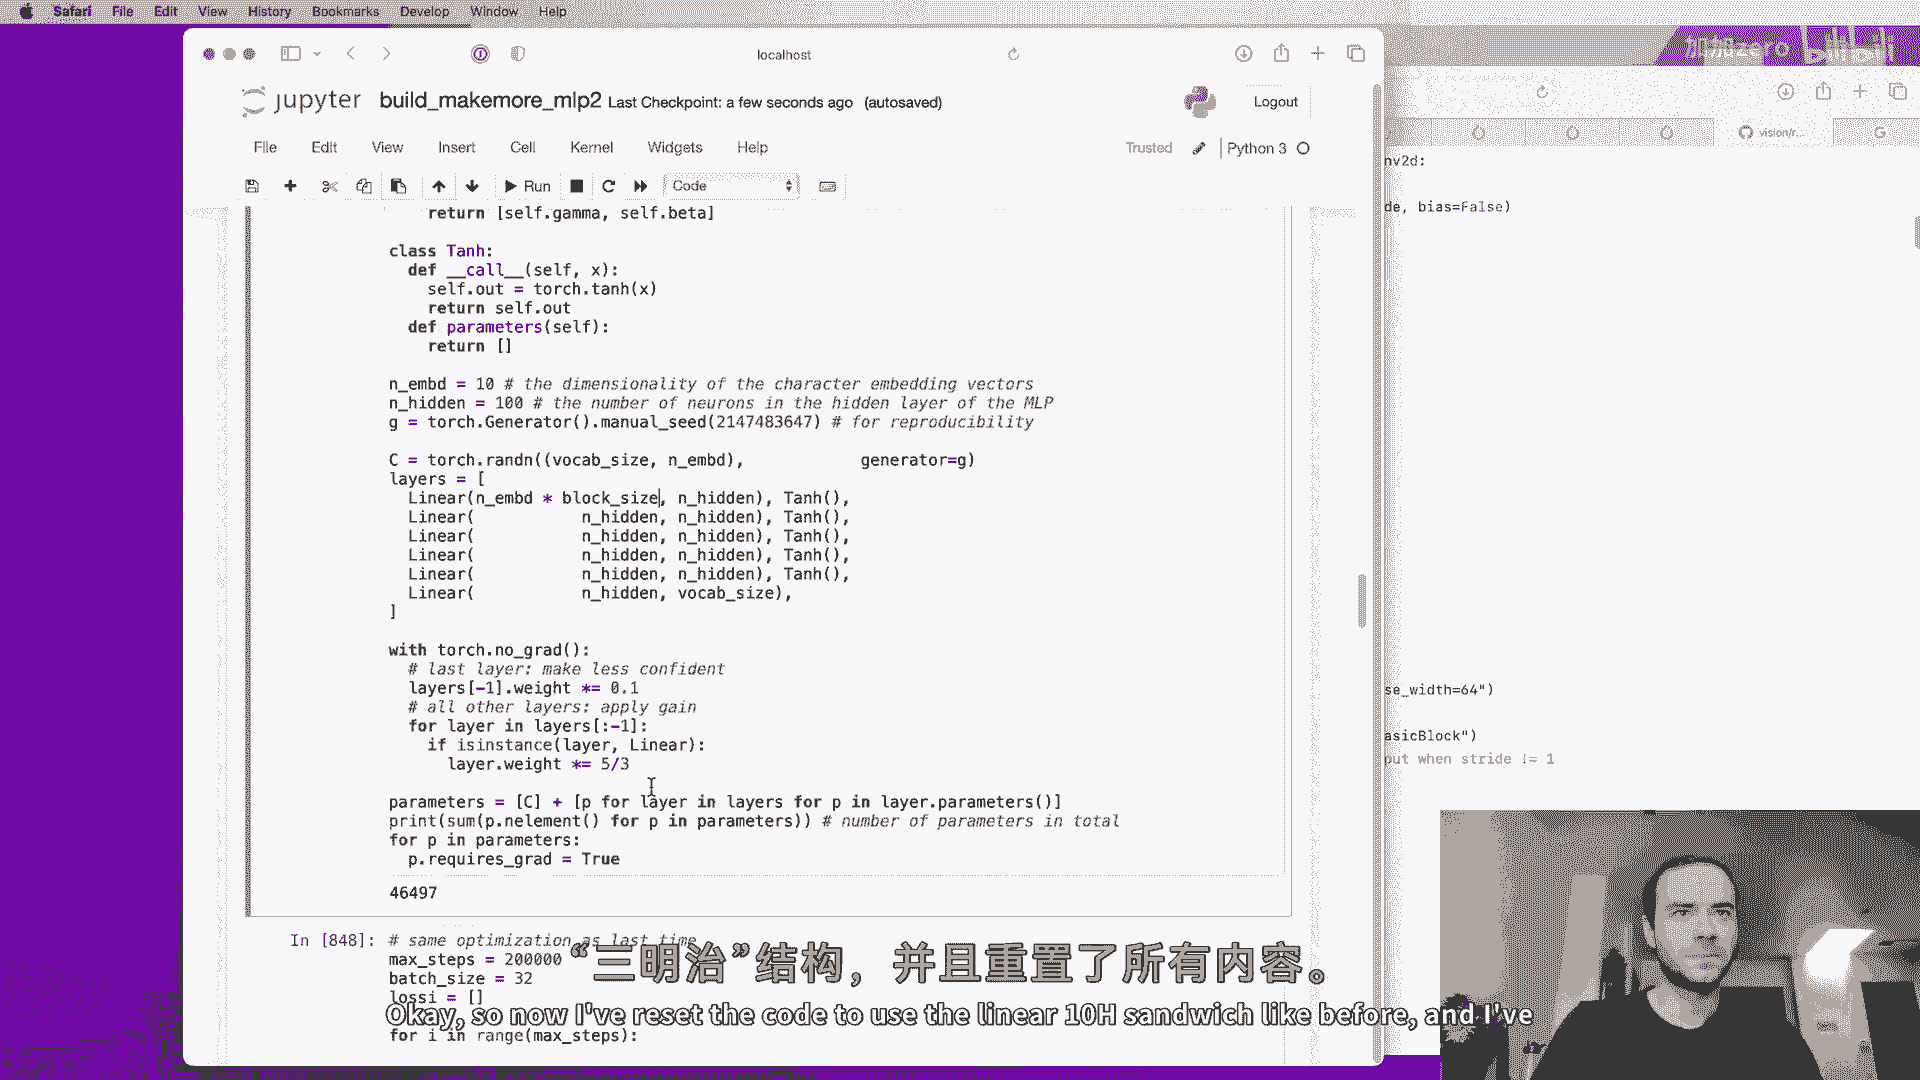 Safari File Edit View History Bookmarks Develop Window Help
加加zero bilibili
localhost
jupyter build_makemore_mlp2 Last Checkpoint: a few seconds ago (autosaved)
Logout
File Edit View Insert Cell Kernel Widgets Help
Trusted Python 3
Run Code
return [self.gamma, self.beta]
class Tanh:
def __call__(self, x):
self.out = torch.tanh(x)
return self.out
def parameters(self):
return []
n_embd = 10 # the dimensionality of the character embedding vectors
n_hidden = 100 # the number of neurons in the hidden layer of the MLP
g = torch.Generator().manual_seed(2147483647) # for reproducibility
C = torch.randn((vocab_size, n_embd), generator=g)
layers = [
Linear(n_embd * block_size, n_hidden), Tanh(),
Linear( n_hidden, n_hidden), Tanh(),
Linear( n_hidden, n_hidden), Tanh(),
Linear( n_hidden, n_hidden), Tanh(),
Linear( n_hidden, n_hidden), Tanh(),
Linear( n_hidden, vocab_size),
]
with torch.no_grad():
# last layer: make less confident
layers[-1].weight *= 0.1
# all other layers: apply gain
for layer in layers[:-1]:
if isinstance(layer, Linear):
layer.weight *= 5/3
parameters = [C] + [p for layer in layers for p in layer.parameters()]
print(sum(p.nelement() for p in parameters)) # number of parameters in total
for p in parameters:
p.requires_grad = True
46497
In [848]: # same optimization as last time
max_steps = 200000
batch_size = 32
lossi = []
for i in range(max_steps):
vision/r...
nv2d:
de, bias=False)
se_width=64")
asicBlock")
put when stride != 1
“三明治”结构，并且重置了所有内容。
Okay, so now I've reset the code to use the linear 10H sandwich like before, and I've